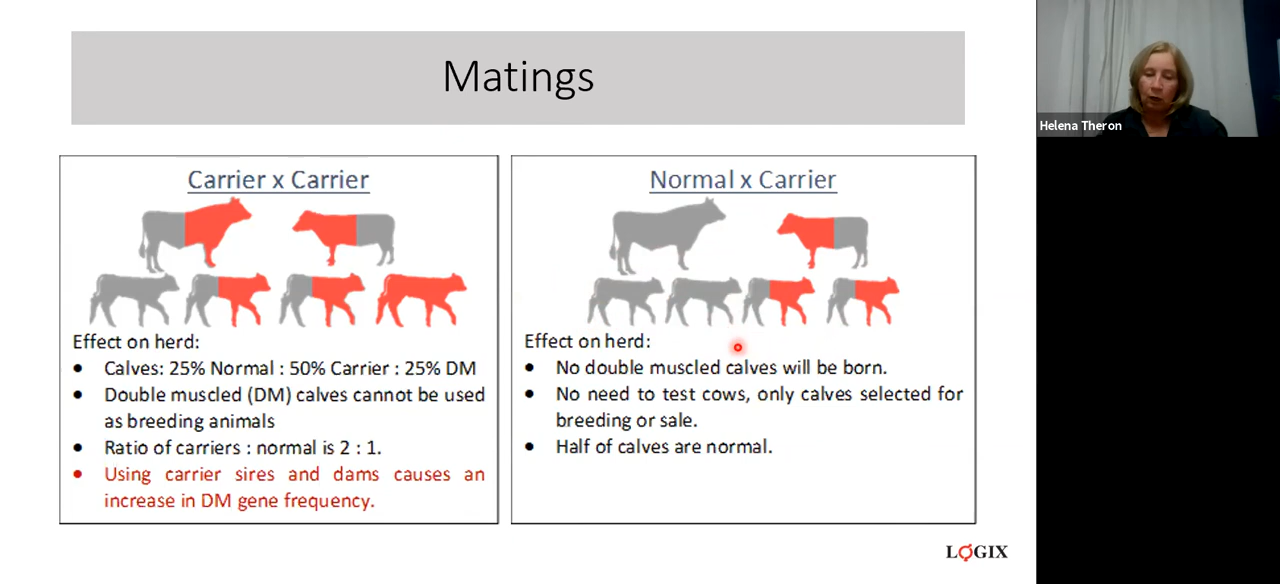 Matings
Helena Theron
Carrier x Carrier
Effect on herd:
• Calves: 25% Normal : 50% Carrier : 25% DM
• Double muscled (DM) calves cannot be used
as breeding animals
• Ratio of carriers : normal is 2 : 1.
• Using carrier sires and dams causes an
increase in DM gene frequency.
Normal x Carrier
Effect on herd:
• No double muscled calves will be born.
• No need to test cows, only calves selected for
breeding or sale.
• Half of calves are normal.
LOGIX